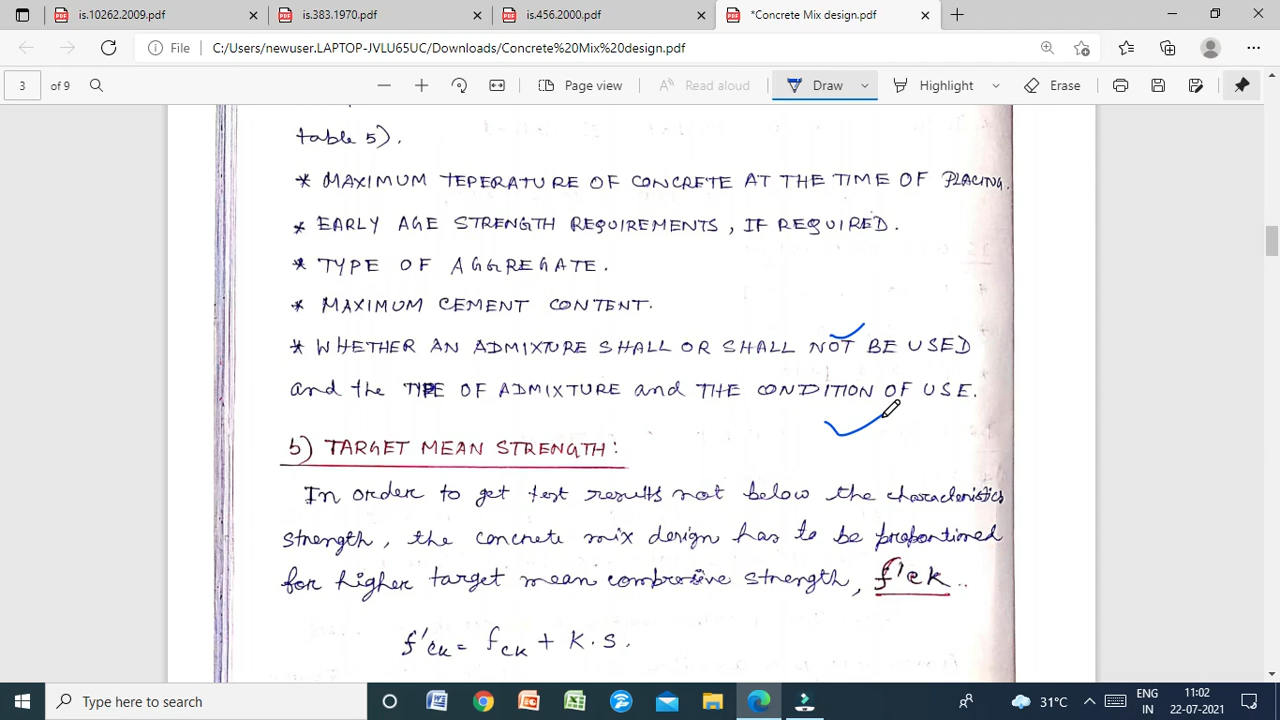 is.10262.2009.pdf
is.383.1970.pdf
is.456.2000.pdf
*Concrete Mix design.pdf
File
C:/Users/newuser.LAPTOP-JVLU65UC/Downloads/Concrete%20Mix%20design.pdf
3 of 9
Page view
Read aloud
Draw
Highlight
Erase
table 5).
* MAXIMUM TEPERATURE OF CONCRETE AT THE TIME OF PLACING.
* EARLY AGE STRENGTH REQUIREMENTS, IF REQUIRED.
* TYPE OF AGGREGATE.
* MAXIMUM CEMENT CONTENT.
* WHETHER AN ADMIXTURE SHALL OR SHALL NOT BE USED
and the TYPE OF ADMIXTURE and THE CONDITION OF USE.
b) TARGET MEAN STRENGTH:
In order to get test results not below the characteristics
strength, the concrete mix design has to be proportioned
for higher target mean compressive strength, f'ck..
f'ck = fck + K.S.
Type here to search
31°C
ENG
IN
11:02
22-07-2021